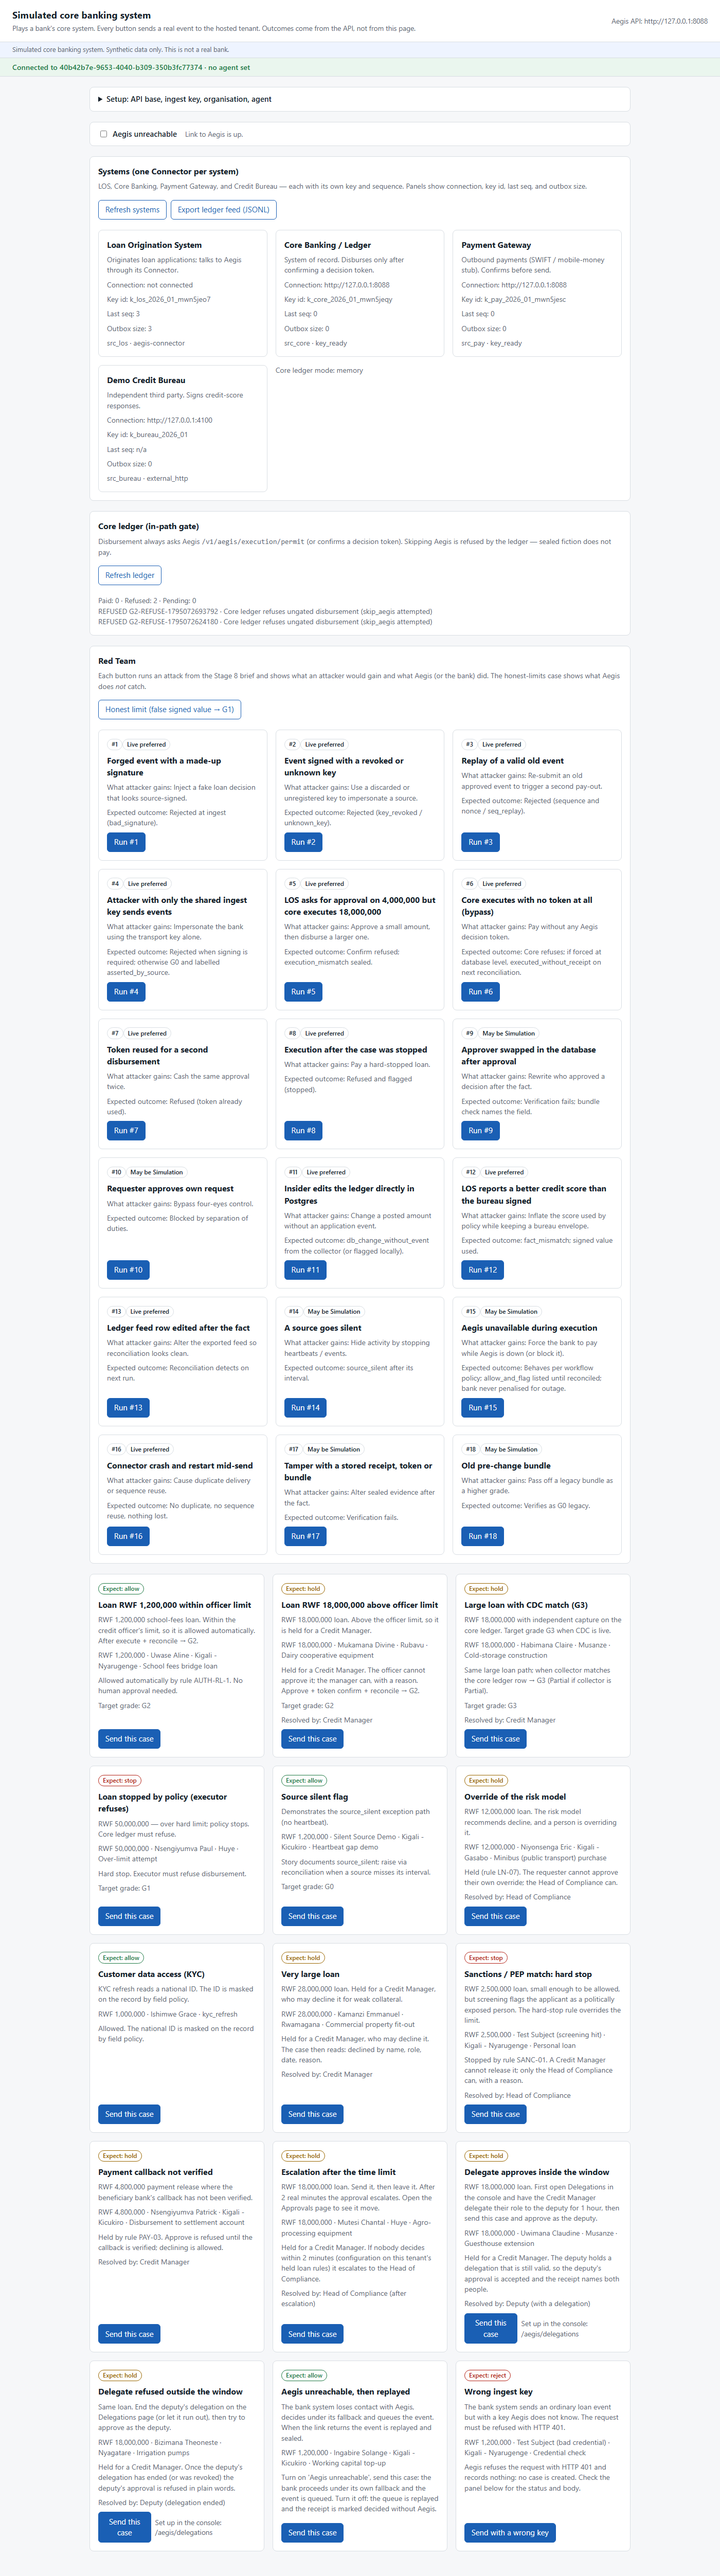 Simulated core banking system
Plays a bank's core system. Every button sends a real event to the hosted tenant. Outcomes come from the API, not from this page.
Aegis API: http://127.0.0.1:8088
Simulated core banking system. Synthetic data only. This is not a real bank.
Connected to 40b42b7e-9653-4040-b309-350b3fc77374 · no agent set
Setup: API base, ingest key, organisation, agent
Aegis unreachable Link to Aegis is up.
Systems (one Connector per system)
LOS, Core Banking, Payment Gateway, and Credit Bureau — each with its own key and sequence. Panels show connection, key id, last seq, and outbox size.
Refresh systems
Export ledger feed (JSONL)
Loan Origination System
Originates loan applications; talks to Aegis
through its Connector.
Connection: not connected
Key id: k_los_2026_01_mwn5jeo7
Last seq: 3
Outbox size: 3
src_los · aegis-connector
Core Banking / Ledger
System of record. Disburses only after
confirming a decision token.
Connection: http://127.0.0.1:8088
Key id: k_core_2026_01_mwn5jeqy
Last seq: 0
Outbox size: 0
src_core · key_ready
Payment Gateway
Outbound payments (SWIFT / mobile-money
stub). Confirms before send.
Connection: http://127.0.0.1:8088
Key id: k_pay_2026_01_mwn5jesc
Last seq: 0
Outbox size: 0
src_pay · key_ready
Demo Credit Bureau
Independent third party. Signs credit-score
responses.
Connection: http://127.0.0.1:4100
Key id: k_bureau_2026_01
Last seq: n/a
Outbox size: 0
src_bureau · external_http
Core ledger mode: memory
Core ledger (in-path gate)
Disbursement always asks Aegis /v1/aegis/execution/permit (or confirms a decision token). Skipping Aegis is refused by the ledger — sealed fiction does not
pay.
Refresh ledger
Paid: 0 · Refused: 2 · Pending: 0
REFUSED G2-REFUSE-1795072693792 · Core ledger refuses ungated disbursement (skip_aegis attempted)
REFUSED G2-REFUSE-1795072624180 · Core ledger refuses ungated disbursement (skip_aegis attempted)
Red Team
Each button runs an attack from the Stage 8 brief and shows what an attacker would gain and what Aegis (or the bank) did. The honest-limits case shows what Aegis
does not catch.
Honest limit (false signed value → G1)
#1 Live preferred
Forged event with a made-up
signature
What attacker gains: Inject a fake loan decision
that looks source-signed.
Expected outcome: Rejected at ingest
(bad_signature).
Run #1
#2 Live preferred
Event signed with a revoked or
unknown key
What attacker gains: Use a discarded or
unregistered key to impersonate a source.
Expected outcome: Rejected (key_revoked /
unknown_key).
Run #2
#3 Live preferred
Replay of a valid old event
What attacker gains: Re-submit an old
approved event to trigger a second pay-out.
Expected outcome: Rejected (sequence and
nonce / seq_replay).
Run #3
#4 Live preferred
Attacker with only the shared ingest
key sends events
What attacker gains: Impersonate the bank
using the transport key alone.
Expected outcome: Rejected when signing is
required; otherwise G0 and labelled
asserted_by_source.
Run #4
#5 Live preferred
LOS asks for approval on 4,000,000 but
core executes 18,000,000
What attacker gains: Approve a small amount,
then disburse a larger one.
Expected outcome: Confirm refused;
execution_mismatch sealed.
Run #5
#6 Live preferred
Core executes with no token at all
(bypass)
What attacker gains: Pay without any Aegis
decision token.
Expected outcome: Core refuses; if forced at
database level, executed_without_receipt on
next reconciliation.
Run #6
#7 Live preferred
Token reused for a second
disbursement
What attacker gains: Cash the same approval
twice.
Expected outcome: Refused (token already
used).
Run #7
#8 Live preferred
Execution after the case was stopped
What attacker gains: Pay a hard-stopped loan.
Expected outcome: Refused and flagged
(stopped).
Run #8
#9 May be Simulation
Approver swapped in the database
after approval
What attacker gains: Rewrite who approved a
decision after the fact.
Expected outcome: Verification fails; bundle
check names the field.
Run #9
#10 May be Simulation
Requester approves own request
What attacker gains: Bypass four-eyes control.
Expected outcome: Blocked by separation of
duties.
Run #10
#11 Live preferred
Insider edits the ledger directly in
Postgres
What attacker gains: Change a posted amount
without an application event.
Expected outcome: db_change_without_event
from the collector (or flagged locally).
Run #11
#12 Live preferred
LOS reports a better credit score than
the bureau signed
What attacker gains: Inflate the score used by
policy while keeping a bureau envelope.
Expected outcome: fact_mismatch; signed value
used.
Run #12
#13 Live preferred
Ledger feed row edited after the fact
What attacker gains: Alter the exported feed so
reconciliation looks clean.
Expected outcome: Reconciliation detects on
next run.
Run #13
#14 May be Simulation
A source goes silent
What attacker gains: Hide activity by stopping
heartbeats / events.
Expected outcome: source_silent after its
interval.
Run #14
#15 May be Simulation
Aegis unavailable during execution
What attacker gains: Force the bank to pay
while Aegis is down (or block it).
Expected outcome: Behaves per workflow
policy; allow_and_flag listed until reconciled;
bank never penalised for outage.
Run #15
#16 Live preferred
Connector crash and restart mid-send
What attacker gains: Cause duplicate delivery
or sequence reuse.
Expected outcome: No duplicate, no sequence
reuse, nothing lost.
Run #16
#17 May be Simulation
Tamper with a stored receipt, token or
bundle
What attacker gains: Alter sealed evidence after
the fact.
Expected outcome: Verification fails.
Run #17
#18 May be Simulation
Old pre-change bundle
What attacker gains: Pass off a legacy bundle as
a higher grade.
Expected outcome: Verifies as G0 legacy.
Run #18
Expect: allow
Loan RWF 1,200,000 within officer limit
RWF 1,200,000 school-fees loan. Within the
credit officer's limit, so it is allowed automatically.
After execute + reconcile → G2.
RWF 1,200,000 · Uwase Aline · Kigali -
Nyarugenge · School fees bridge loan
Allowed automatically by rule AUTH-RL-1. No
human approval needed.
Target grade: G2
Send this case
Expect: hold
Loan RWF 18,000,000 above officer limit
RWF 18,000,000 loan. Above the officer limit, so it
is held for a Credit Manager.
RWF 18,000,000 · Mukamana Divine · Rubavu ·
Dairy cooperative equipment
Held for a Credit Manager. The officer cannot
approve it; the manager can, with a reason.
Approve + token confirm + reconcile → G2.
Target grade: G2
Resolved by: Credit Manager
Send this case
Expect: hold
Large loan with CDC match (G3)
RWF 18,000,000 with independent capture on the
core ledger. Target grade G3 when CDC is live.
RWF 18,000,000 · Habimana Claire · Musanze ·
Cold-storage construction
Same large loan path; when collector matches
the core ledger row → G3 (Partial if collector is
Partial).
Target grade: G3
Resolved by: Credit Manager
Send this case
Expect: stop
Loan stopped by policy (executor
refuses)
RWF 50,000,000 — over hard limit; policy stops.
Core ledger must refuse.
RWF 50,000,000 · Nsengiyumva Paul · Huye ·
Over-limit attempt
Hard stop. Executor must refuse disbursement.
Target grade: G1
Send this case
Expect: allow
Source silent flag
Demonstrates the source_silent exception path
(no heartbeat).
RWF 1,200,000 · Silent Source Demo · Kigali -
Kicukiro · Heartbeat gap demo
Story documents source_silent: raise via
reconciliation when a source misses its interval.
Target grade: G0
Send this case
Expect: hold
Override of the risk model
RWF 12,000,000 loan. The risk model
recommends decline, and a person is overriding
it.
RWF 12,000,000 · Niyonsenga Eric · Kigali -
Gasabo · Minibus (public transport) purchase
Held (rule LN-07). The requester cannot approve
their own override; the Head of Compliance can.
Resolved by: Head of Compliance
Send this case
Expect: allow
Customer data access (KYC)
KYC refresh reads a national ID. The ID is masked
on the record by field policy.
RWF 1,000,000 · Ishimwe Grace · kyc_refresh
Allowed. The national ID is masked on the record
by field policy.
Send this case
Expect: hold
Very large loan
RWF 28,000,000 loan. Held for a Credit Manager,
who may decline it for weak collateral.
RWF 28,000,000 · Kamanzi Emmanuel ·
Rwamagana · Commercial property fit-out
Held for a Credit Manager, who may decline it.
The case then reads: declined by name, role,
date, reason.
Resolved by: Credit Manager
Send this case
Expect: stop
Sanctions / PEP match: hard stop
RWF 2,500,000 loan, small enough to be allowed,
but screening flags the applicant as a politically
exposed person. The hard-stop rule overrides the
limit.
RWF 2,500,000 · Test Subject (screening hit) ·
Kigali - Nyarugenge · Personal loan
Stopped by rule SANC-01. A Credit Manager
cannot release it; only the Head of Compliance
can, with a reason.
Resolved by: Head of Compliance
Send this case
Expect: hold
Payment callback not verified
RWF 4,800,000 payment release where the
beneficiary bank's callback has not been verified.
RWF 4,800,000 · Nsengiyumva Patrick · Kigali -
Kicukiro · Disbursement to settlement account
Held by rule PAY-03. Approve is refused until the
callback is verified; declining is allowed.
Resolved by: Credit Manager
Send this case
Expect: hold
Escalation after the time limit
RWF 18,000,000 loan. Send it, then leave it. After
2 real minutes the approval escalates. Open the
Approvals page to see it move.
RWF 18,000,000 · Mutesi Chantal · Huye · Agro-
processing equipment
Held for a Credit Manager. If nobody decides
within 2 minutes (configuration on this tenant's
held loan rules) it escalates to the Head of
Compliance.
Resolved by: Head of Compliance (after
escalation)
Send this case
Expect: hold
Delegate approves inside the window
RWF 18,000,000 loan. First open Delegations in
the console and have the Credit Manager
delegate their role to the deputy for 1 hour, then
send this case and approve as the deputy.
RWF 18,000,000 · Uwimana Claudine · Musanze ·
Guesthouse extension
Held for a Credit Manager. The deputy holds a
delegation that is still valid, so the deputy's
approval is accepted and the receipt names both
people.
Resolved by: Deputy (with a delegation)
Send this
case
Set up in the console:
/aegis/delegations
Expect: hold
Delegate refused outside the window
Same loan. End the deputy's delegation on the
Delegations page (or let it run out), then try to
approve as the deputy.
RWF 18,000,000 · Bizimana Theoneste ·
Nyagatare · Irrigation pumps
Held for a Credit Manager. Once the deputy's
delegation has ended (or was revoked) the
deputy's approval is refused in plain words.
Resolved by: Deputy (delegation ended)
Send this
case
Set up in the console:
/aegis/delegations
Expect: allow
Aegis unreachable, then replayed
The bank system loses contact with Aegis,
decides under its fallback and queues the event.
When the link returns the event is replayed and
sealed.
RWF 1,200,000 · Ingabire Solange · Kigali -
Kicukiro · Working capital top-up
Turn on 'Aegis unreachable', send this case: the
bank proceeds under its own fallback and the
event is queued. Turn it off: the queue is replayed
and the receipt is marked decided without Aegis.
Send this case
Expect: reject
Wrong ingest key
The bank system sends an ordinary loan event
but with a key Aegis does not know. The request
must be refused with HTTP 401.
RWF 1,200,000 · Test Subject (bad credential) ·
Kigali - Nyarugenge · Credential check
Aegis refuses the request with HTTP 401 and
records nothing: no case is created. Check the
panel below for the status and body.
Send with a wrong key